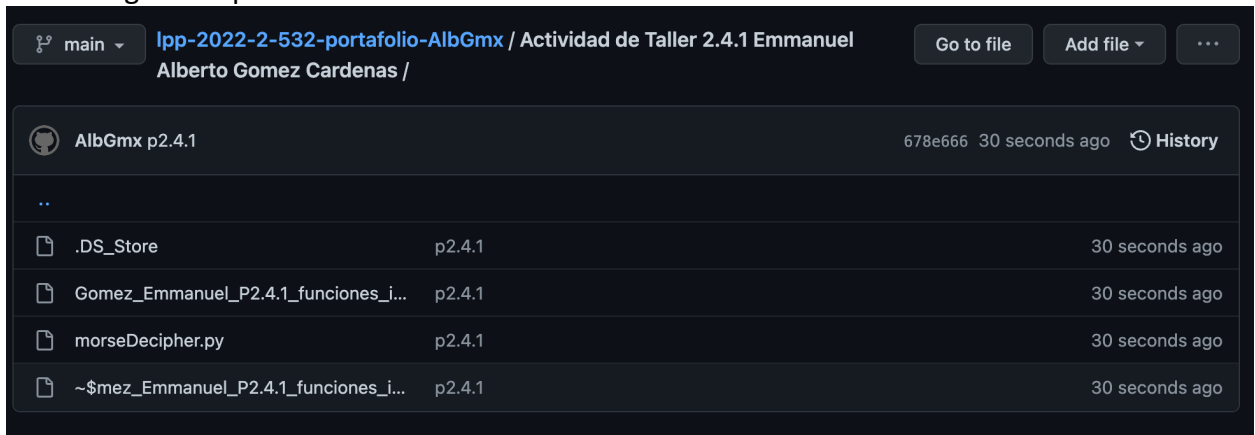 main
lpp-2022-2-532-portafolio-AlbGmx / Actividad de Taller 2.4.1 Emmanuel
Alberto Gomez Cardenas /
Go to file
Add file
...
AlbGmx p2.4.1
678e666 30 seconds ago
History
..
.DS_Store p2.4.1 30 seconds ago
Gomez_Emmanuel_P2.4.1_funciones_i... p2.4.1 30 seconds ago
morseDecipher.py p2.4.1 30 seconds ago
~$mez_Emmanuel_P2.4.1_funciones_i... p2.4.1 30 seconds ago